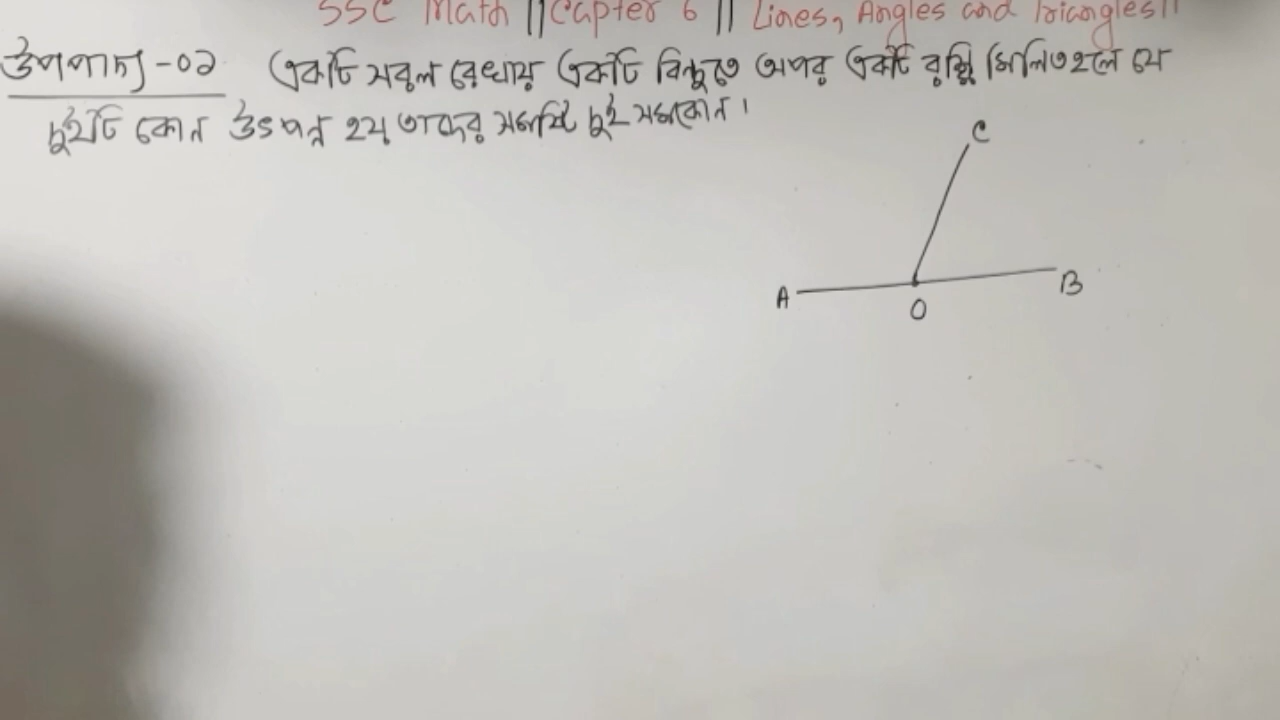 SSC Math || Capter 6 || Lines, Angles and Triangles ||
উপপাদ্য -০১ একটি সরল রেখায় একটি বিন্দুতে অপর একটি রশ্মি মিলিত হলে যে
দুইটি কোন উৎপন্ন হয় তাদের সমষ্টি দুই সমকোন।
C
A
B
O